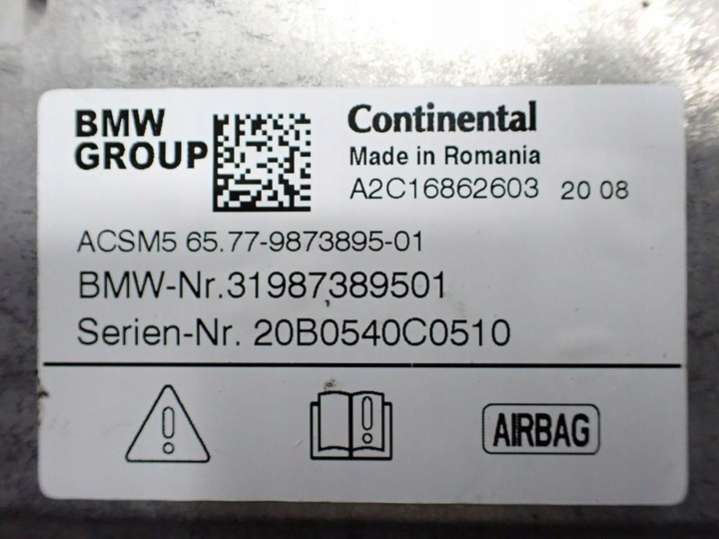 BMW
GROUP
Continental
Made in Romania
A2C16862603 20 08
ACSM5 65.77-9873895-01
BMW-Nr.31987389501
Serien-Nr. 20B0540C0510
AIRBAG